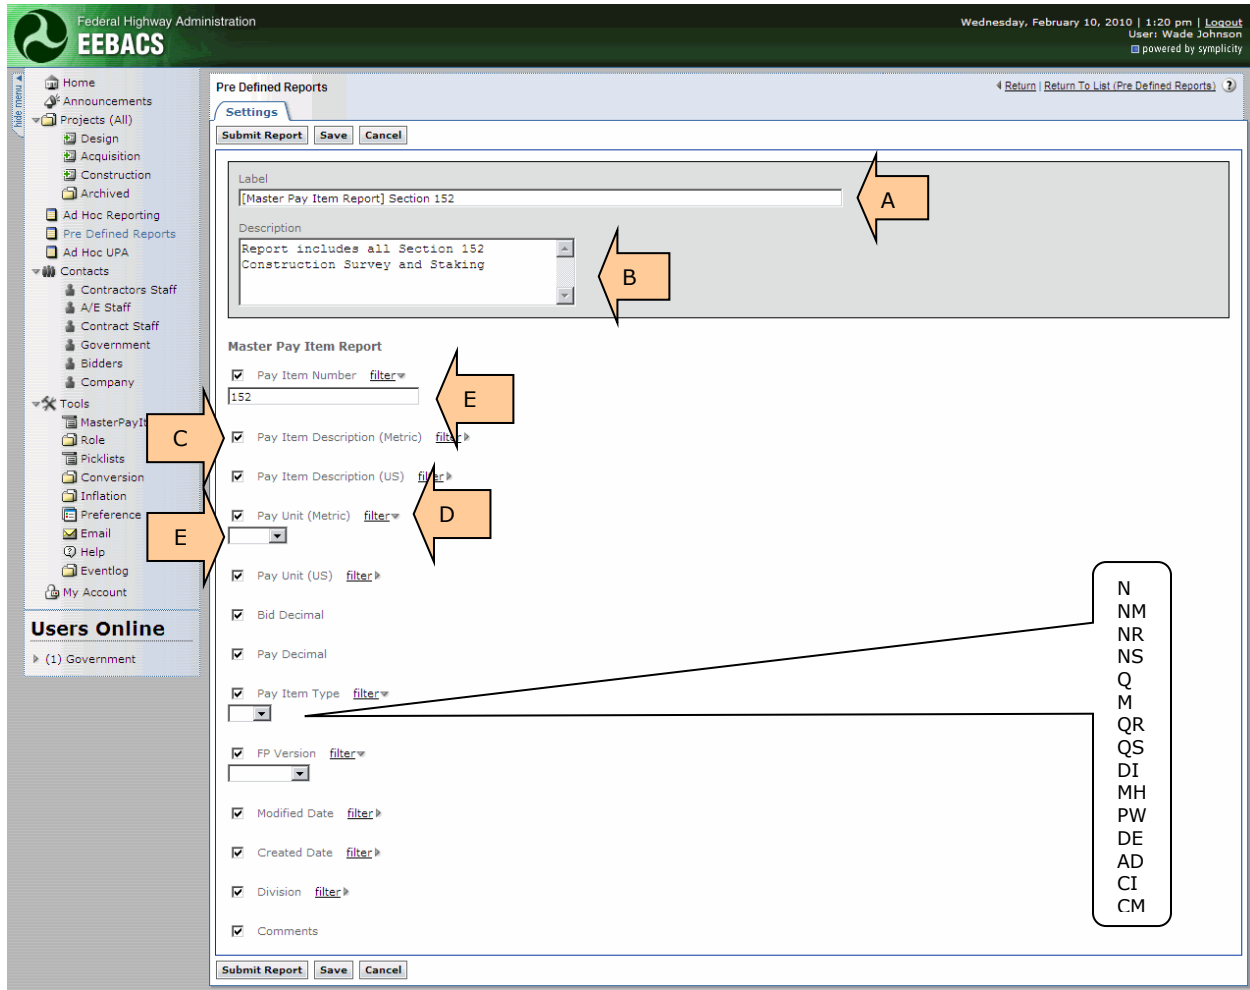 Federal Highway Administration
EEBACS
Wednesday, February 10, 2010 | 1:20 pm | Logout
User: Wade Johnson
powered by symplicity
hide menu
Home
Announcements
Projects (All)
Design
Acquisition
Construction
Archived
Ad Hoc Reporting
Pre Defined Reports
Ad Hoc UPA
Contacts
Contractors Staff
A/E Staff
Contract Staff
Government
Bidders
Company
Tools
MasterPayIt
Role
Picklists
Conversion
Inflation
Preference
Email
Help
Eventlog
My Account
Users Online
(1) Government
Pre Defined Reports
Return | Return To List (Pre Defined Reports) ?
Settings
Submit Report Save Cancel
Label
[Master Pay Item Report] Section 152
A
Description
Report includes all Section 152
Construction Survey and Staking
B
Master Pay Item Report
Pay Item Number filter
152
E
C
Pay Item Description (Metric) filter
Pay Item Description (US) filter
Pay Unit (Metric) filter
D
E
Pay Unit (US) filter
Bid Decimal
Pay Decimal
Pay Item Type filter
FP Version filter
Modified Date filter
Created Date filter
Division filter
Comments
N
NM
NR
NS
Q
M
QR
QS
DI
MH
PW
DE
AD
CI
CM
Submit Report Save Cancel